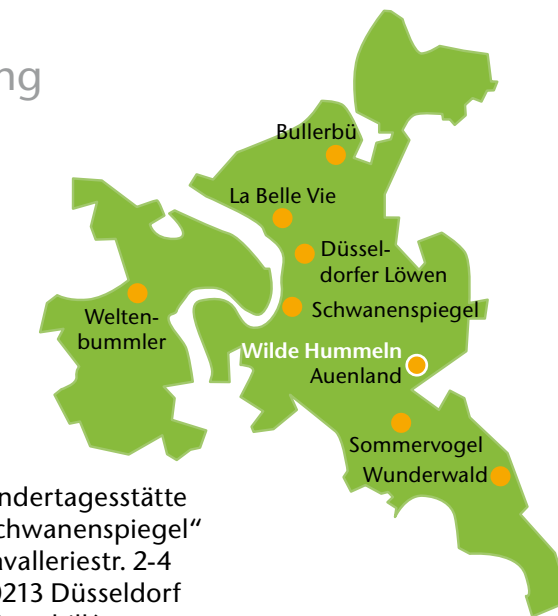 ng
Bullerbü
La Belle Vie
Düssel-
dorfer Löwen
Welten-
bummler
Schwanenspiegel
Wilde Hummeln
Auenland
Sommervogel
Wunderwald
ndertagesstätte
chwanenspiegel“
avalleriestr. 2-4
0213 Düsseldorf